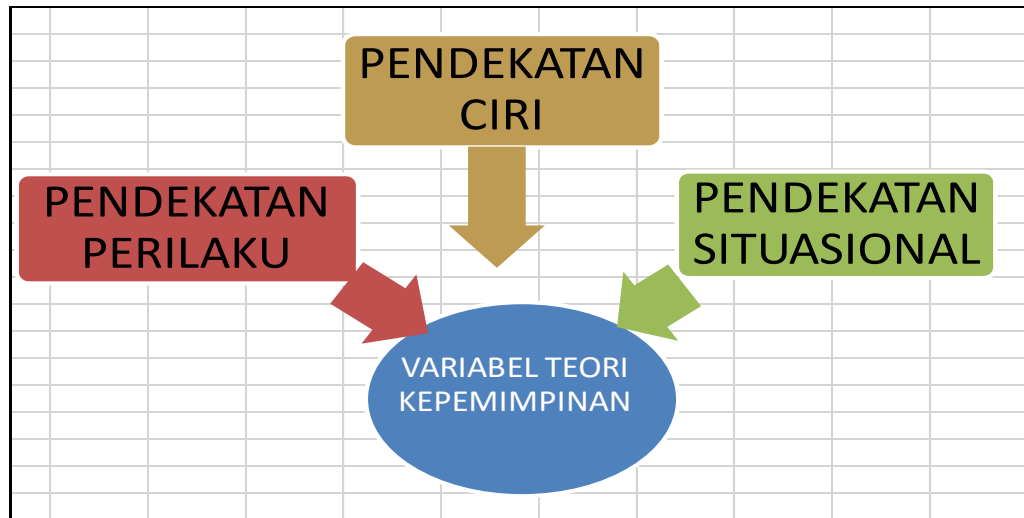 PENDEKATAN
CIRI
PENDEKATAN
PERILAKU
PENDEKATAN
SITUASIONAL
VARIABEL TEORI
KEPEMIMPINAN